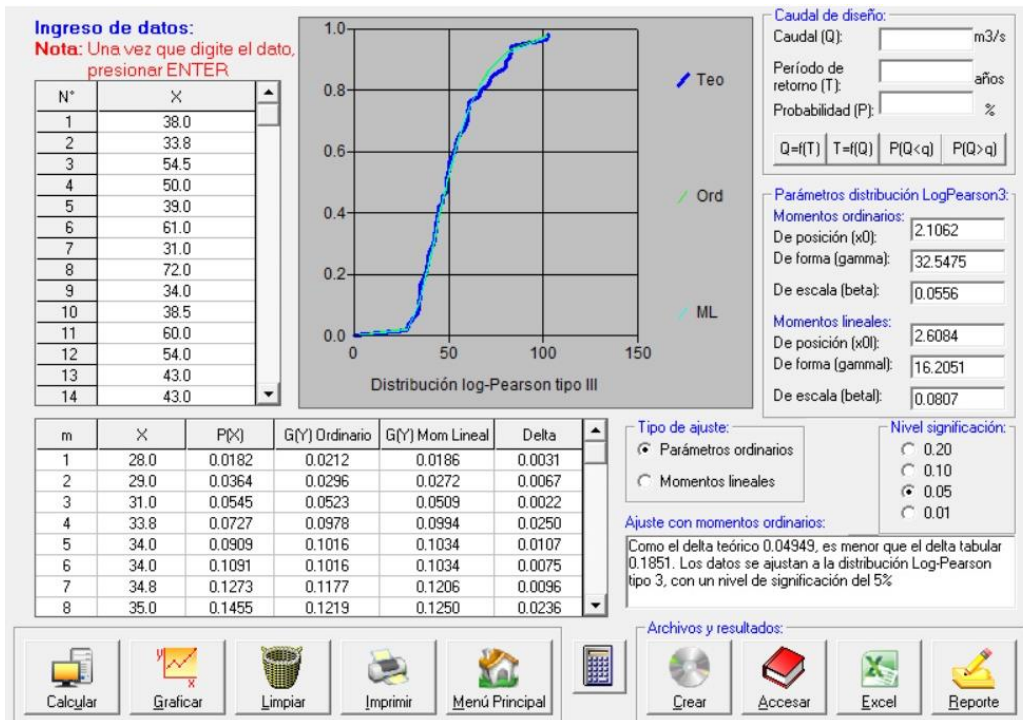 Ingreso de datos:
Nota: Una vez que digite el dato,
presionar ENTER
N° X
1 38.0
2 33.8
3 54.5
4 50.0
5 39.0
6 61.0
7 31.0
8 72.0
9 34.0
10 38.5
11 60.0
12 54.0
13 43.0
14 43.0
1.0
0.8
0.6
0.4
0.2
0.0
0 50 100 150
Distribución log-Pearson tipo III
Teo
Ord
ML
Caudal de diseño:
Caudal (Q): m3/s
Período de
retorno (T): años
Probabilidad (P): %
Q=f(T) T=f(Q) P(Q<q) P(Q>q)
Parámetros distribución LogPearson3:
Momentos ordinarios:
De posición (x0): 2.1062
De forma (gamma): 32.5475
De escala (beta): 0.0556
Momentos lineales:
De posición (x0l): 2.6084
De forma (gammal): 16.2051
De escala (betal): 0.0807
m X P(X) G(Y) Ordinario G(Y) Mom Lineal Delta
1 28.0 0.0182 0.0212 0.0186 0.0031
2 29.0 0.0364 0.0296 0.0272 0.0067
3 31.0 0.0545 0.0523 0.0509 0.0022
4 33.8 0.0727 0.0978 0.0994 0.0250
5 34.0 0.0909 0.1016 0.1034 0.0107
6 34.0 0.1091 0.1016 0.1034 0.0075
7 34.8 0.1273 0.1177 0.1206 0.0096
8 35.0 0.1455 0.1219 0.1250 0.0236
Tipo de ajuste:
Parámetros ordinarios
Momentos lineales
Nivel significación:
0.20
0.10
0.05
0.01
Ajuste con momentos ordinarios:
Como el delta teórico 0.04949, es menor que el delta tabular
0.1851. Los datos se ajustan a la distribución Log-Pearson
tipo 3, con un nivel de significación del 5%
Calcular
y
x
Graficar
Limpiar
Imprimir
Menú Principal
Archivos y resultados:
Crear
Accesar
Excel
Reporte